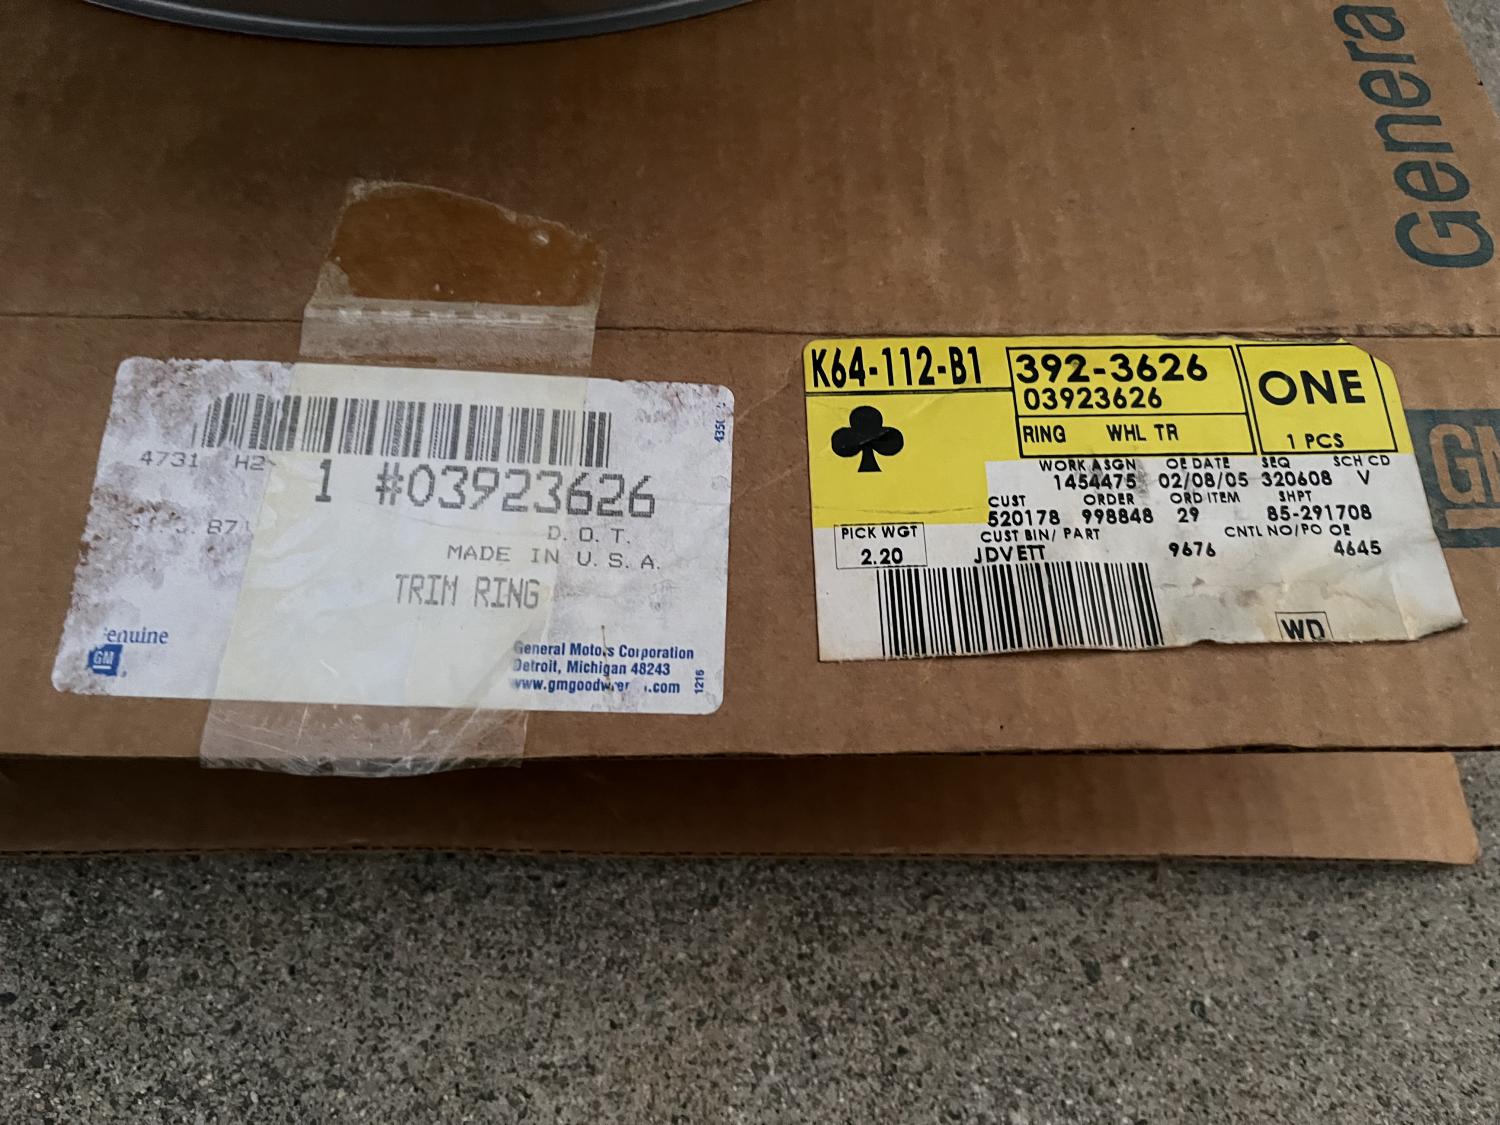 Genera
4731 H2
1 #03923626
D. O. T.
MADE IN U. S. A.
TRIM RING
enuine
GM
General Motors Corporation
Detroit, Michigan 48243
1216
K64-112-B1
392-3626
03923626
RING WHL TR
ONE
1 PCS
WORK ASGN OE DATE SEQ SCH CD
1454475 02/08/05 320608 V
CUST ORDER ORD ITEM SHPT
520178 998848 29 85-291708
PICK WGT
2.20
CUST BIN/ PART CNTL NO/PO OE
JDVETT 9676 4645
WD
GM